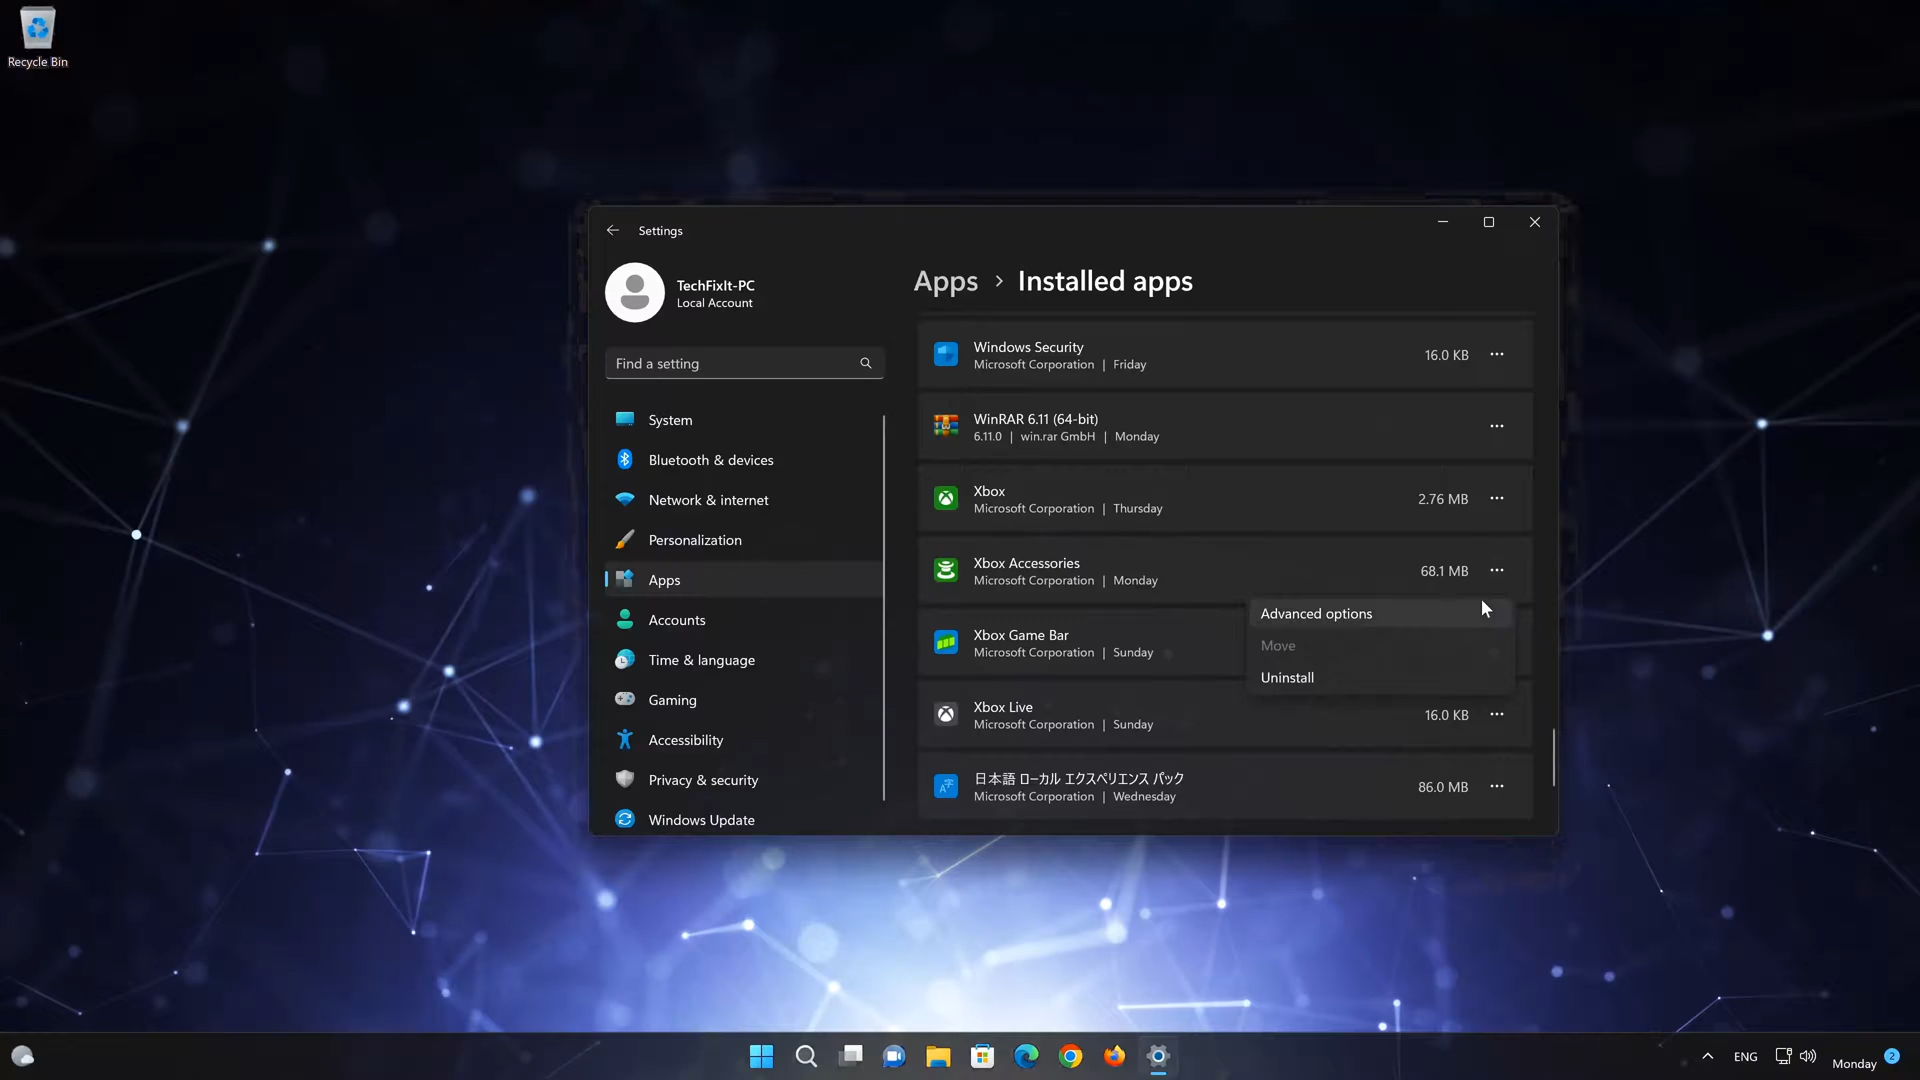 Recycle Bin
Settings
TechFixIt-PC
Local Account
Find a setting
System
Bluetooth & devices
Network & internet
Personalization
Apps
Accounts
Time & language
Gaming
Accessibility
Privacy & security
Windows Update
Apps > Installed apps
Windows Security
Microsoft Corporation | Friday
16.0 KB
WinRAR 6.11 (64-bit)
6.11.0 | win.rar GmbH | Monday
Xbox
Microsoft Corporation | Thursday
2.76 MB
Xbox Accessories
Microsoft Corporation | Monday
68.1 MB
Advanced options
Move
Uninstall
Xbox Game Bar
Microsoft Corporation | Sunday
Xbox Live
Microsoft Corporation | Sunday
16.0 KB
日本語 ローカル エクスペリエンス パック
Microsoft Corporation | Wednesday
86.0 MB
ENG
Monday
2